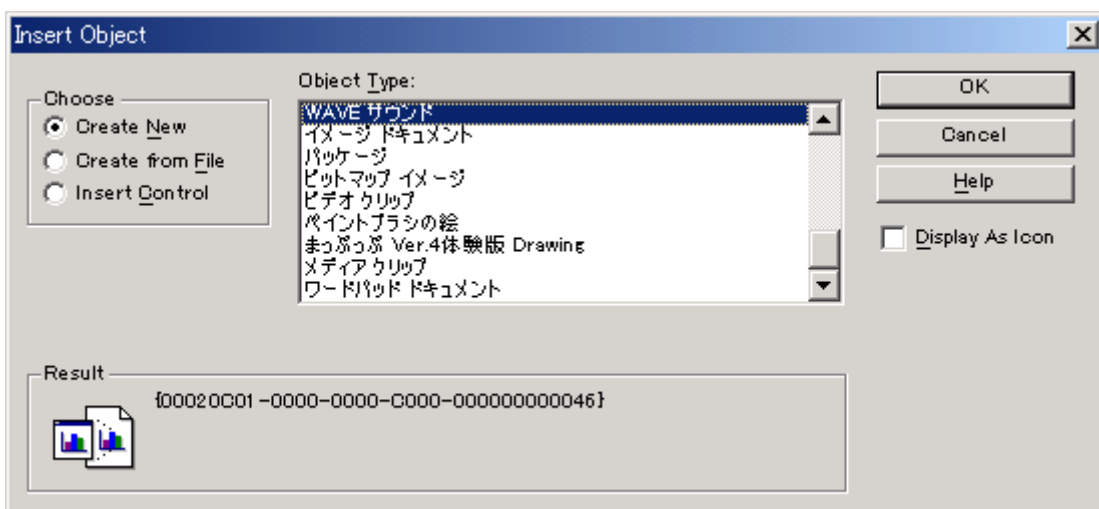 Insert Object
Choose
Create New
Create from File
Insert Control
Object Type:
WAVE サウンド
イメージ ドキュメント
パッケージ
ビットマップ イメージ
ビデオ クリップ
ペイントブラシの絵
まっぷっぷ Ver.4体験版 Drawing
メディア クリップ
ワードパッド ドキュメント
OK
Cancel
Help
Display As Icon
Result
{00020C01-0000-0000-C000-000000000046}